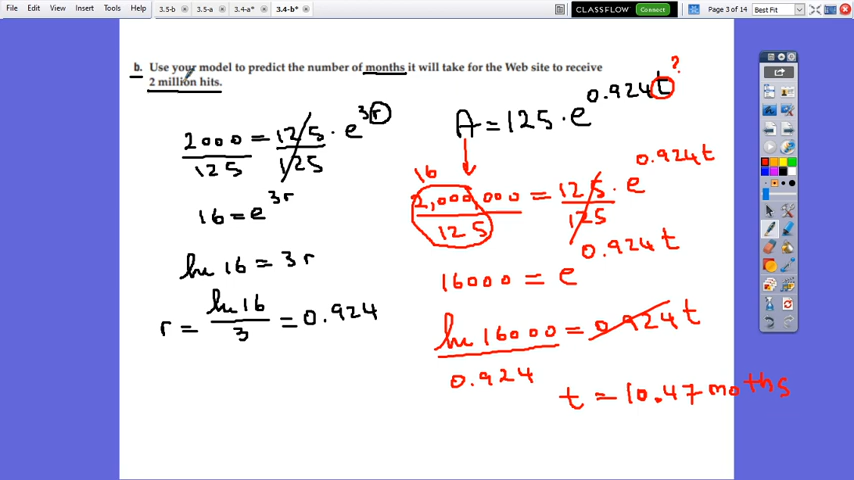 File Edit View Insert Tools Help 3.5-b × 3.5-a × 3.4-a* × 3.4-b* × CLASSFLOW Connect Page 3 of 14 Best Fit
b. Use your model to predict the number of months it will take for the Web site to receive
2 million hits.
2000 / 125 = 125 / 125 · e^3r
16 = e^3r
ln 16 = 3r
r = ln 16 / 3 = 0.924
A = 125 · e^0.924t ?
16
2,000,000 / 125 = 125 / 125 · e^0.924t
16000 = e^0.924t
ln 16000 / 0.924 = 0.924 t
t = 10.47 moths